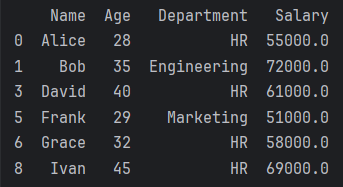 Name Age Department Salary
0 Alice 28 HR 55000.0
1 Bob 35 Engineering 72000.0
3 David 40 HR 61000.0
5 Frank 29 Marketing 51000.0
6 Grace 32 HR 58000.0
8 Ivan 45 HR 69000.0